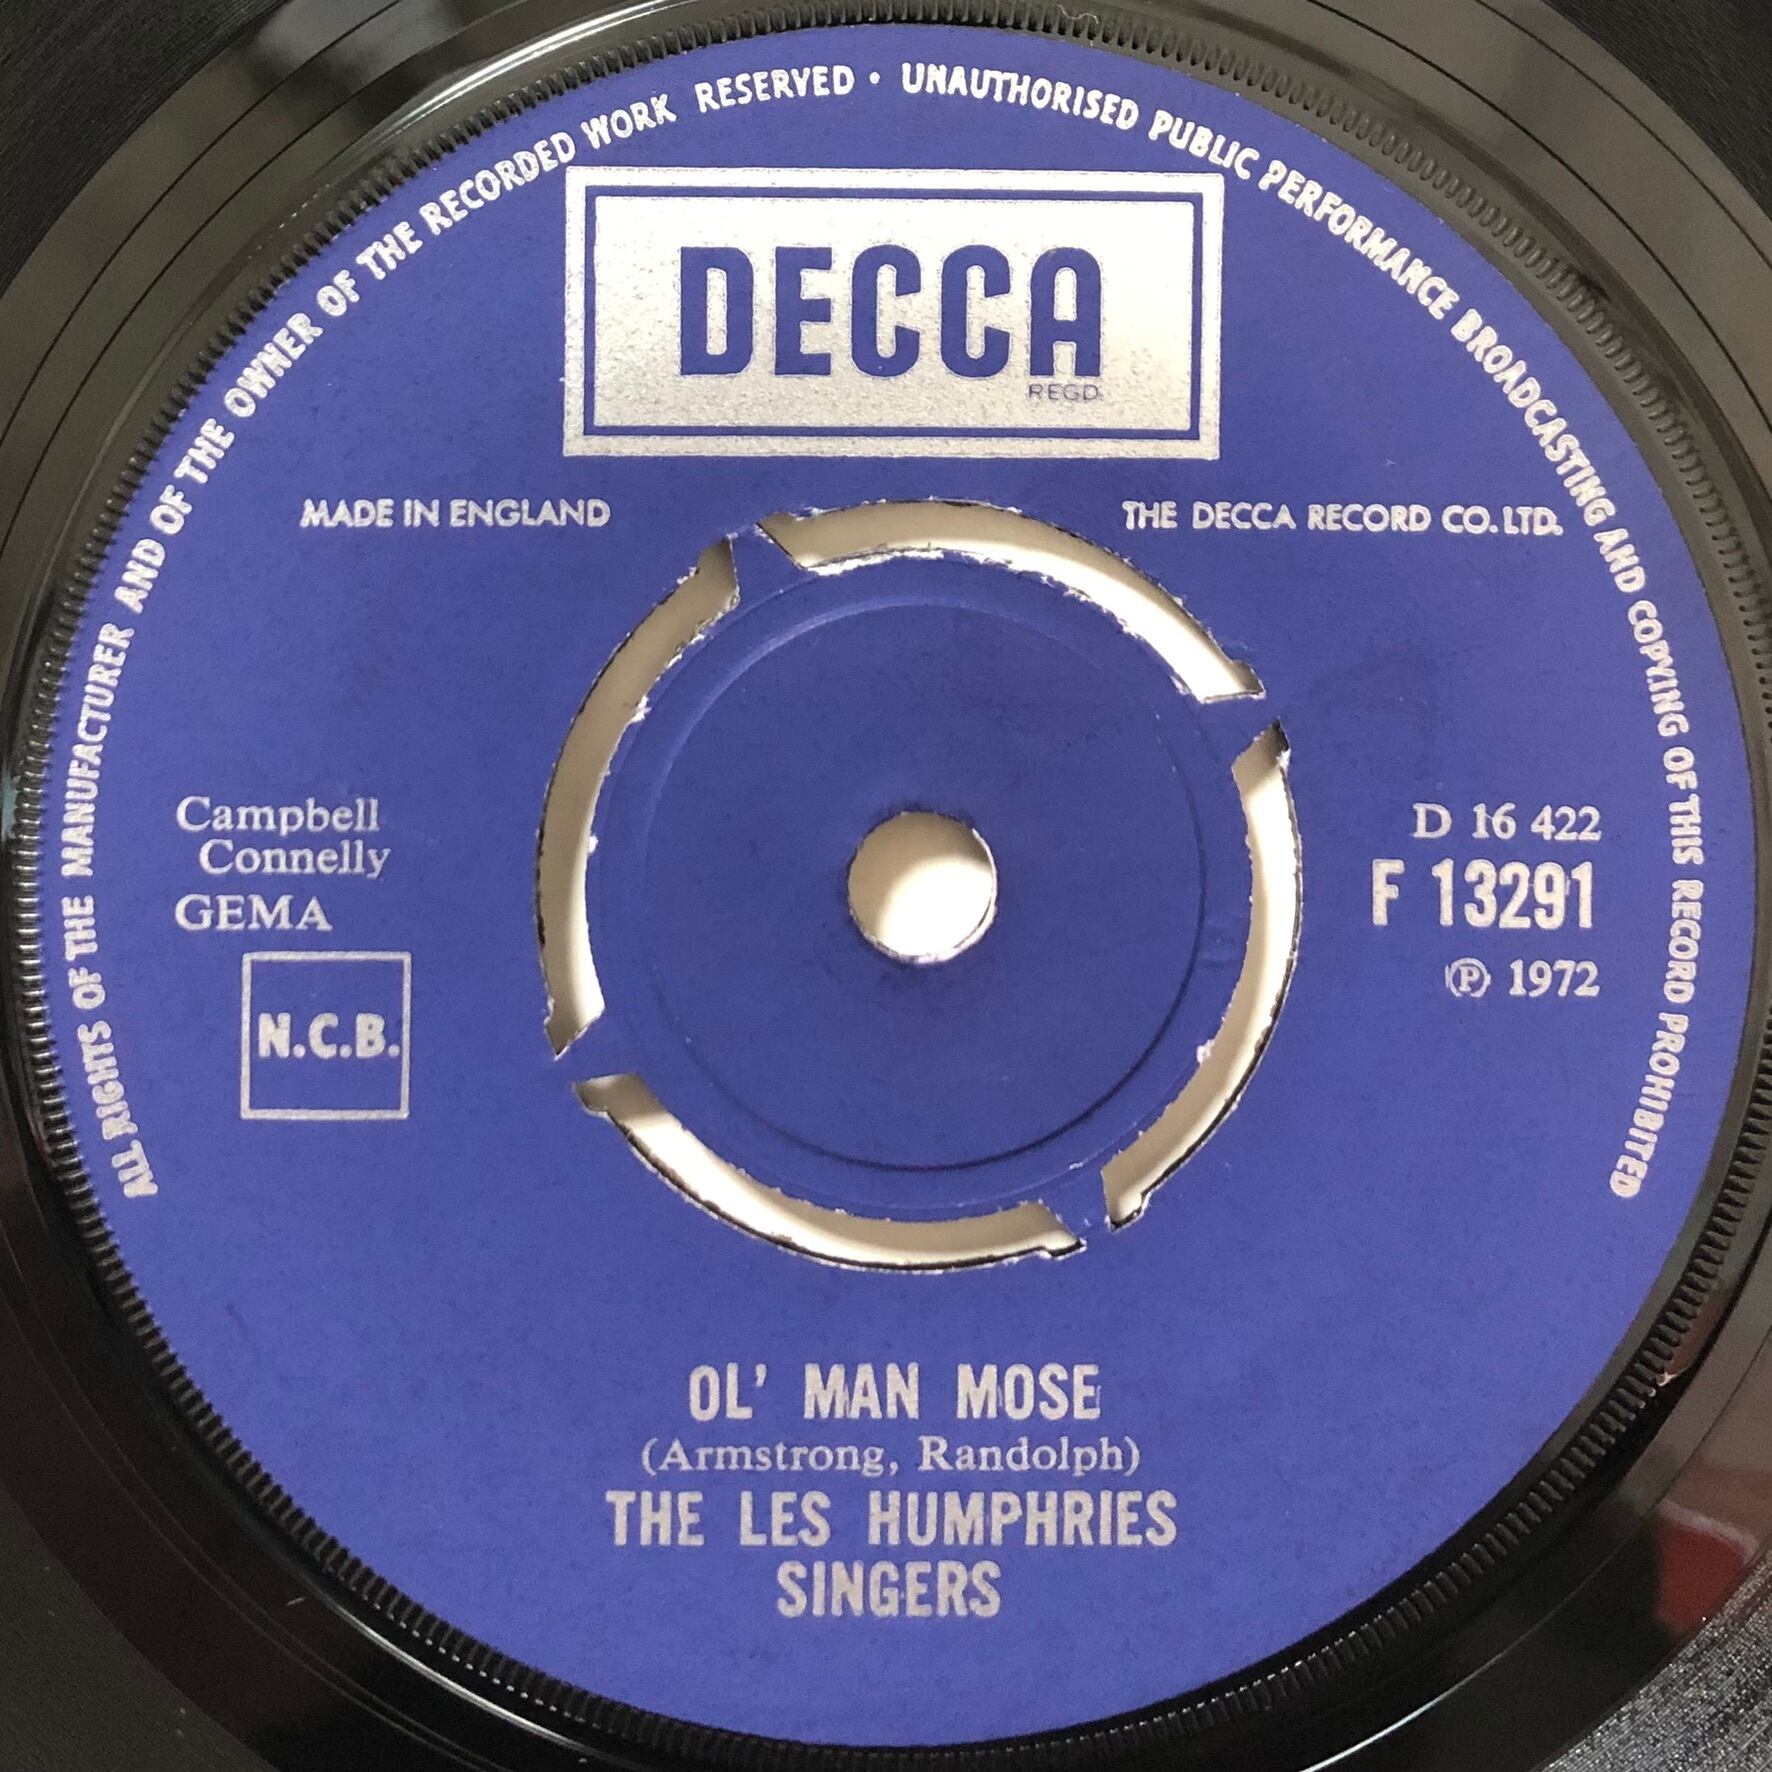 ALL RIGHTS OF THE MANUFACTURER AND OF THE OWNER OF THE RECORDED WORK RESERVED • UNAUTHORISED PUBLIC PERFORMANCE BROADCASTING AND COPYING OF THIS RECORD PROHIBITED
DECCA
REGD.
MADE IN ENGLAND
THE DECCA RECORD CO. LTD.
Campbell
Connelly
GEMA
N.C.B.
D 16 422
F 13291
℗ 1972
OL' MAN MOSE
(Armstrong, Randolph)
THE LES HUMPHRIES
SINGERS